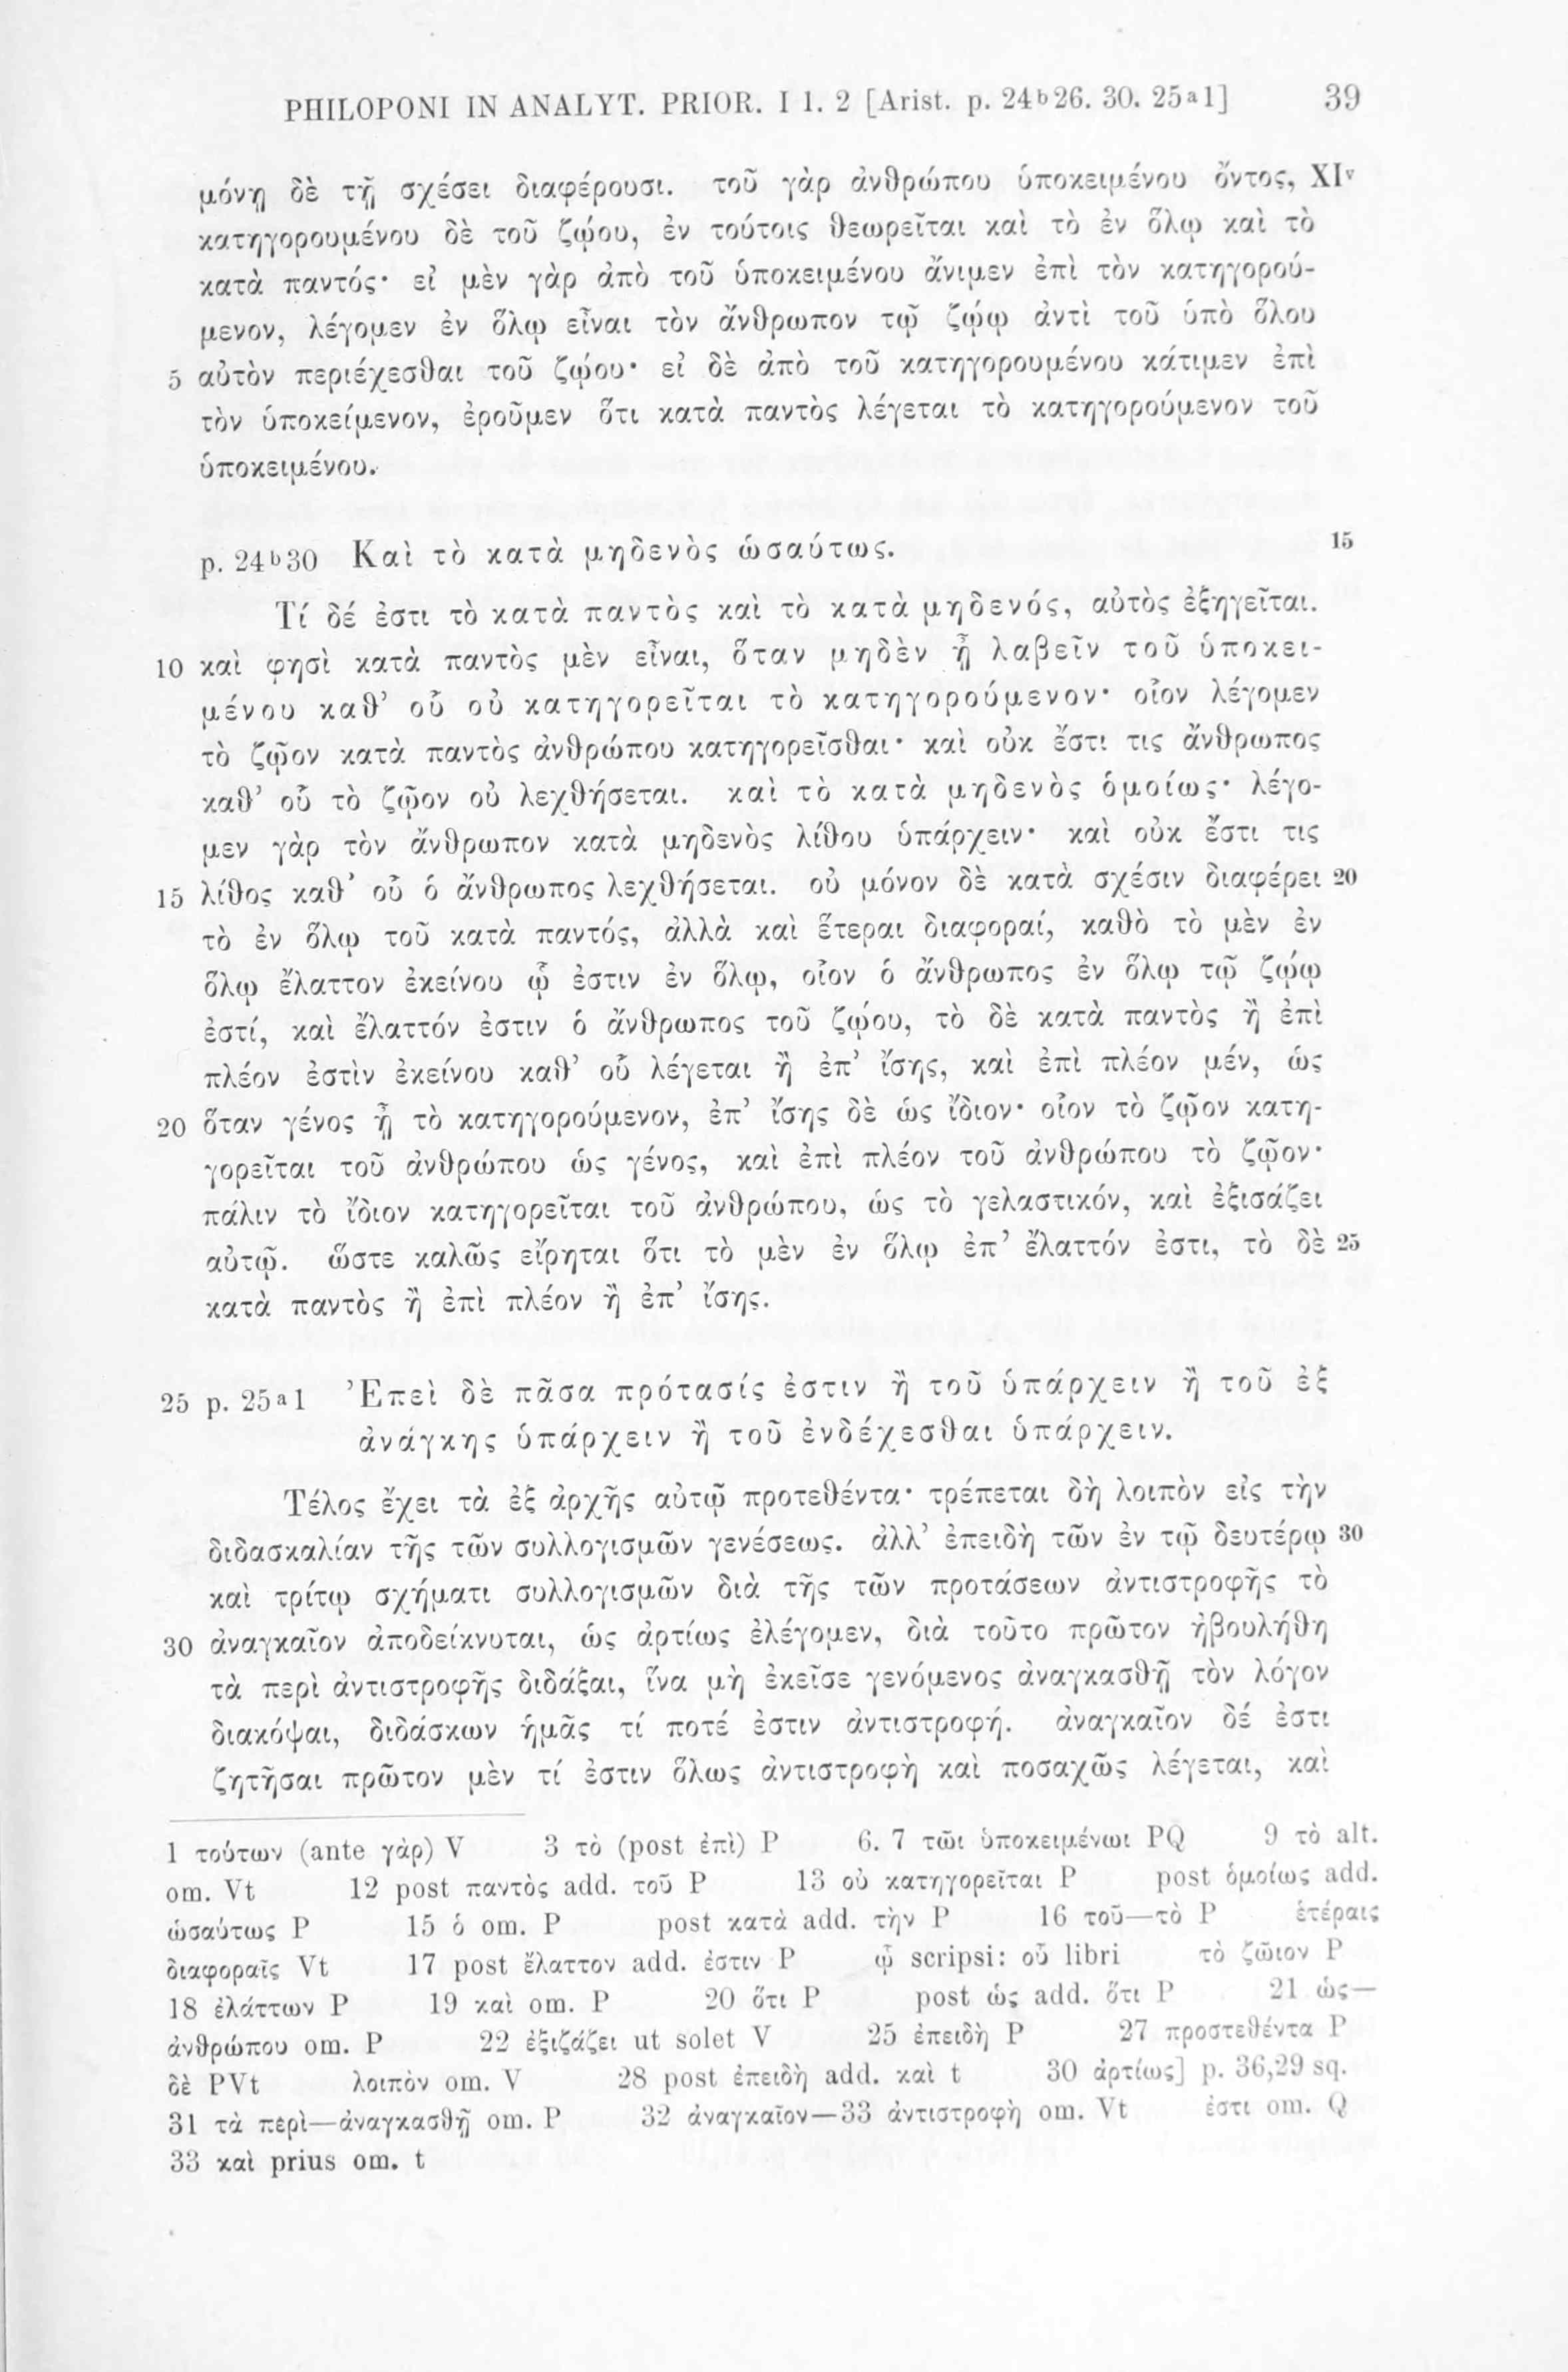 PHILOPONI IN ANALYT. PRIOR. I 1. 2 [Arist. p. 24ᵇ26. 30. 25ᵃ1] 39
μόνῃ δὲ τῇ σχέσει διαφέρουσι. τοῦ γὰρ ἀνθρώπου ὑποκειμένου ὄντος, XIᵛ
κατηγορουμένου δὲ τοῦ ζῴου, ἐν τούτοις θεωρεῖται καὶ τὸ ἐν ὅλῳ καὶ τὸ
κατὰ παντός· εἰ μὲν γὰρ ἀπὸ τοῦ ὑποκειμένου ἄνιμεν ἐπὶ τὸν κατηγορού-
μενον, λέγομεν ἐν ὅλῳ εἶναι τὸν ἄνθρωπον τῷ ζῴῳ ἀντὶ τοῦ ὑπὸ ὅλου
5 αὐτὸν περιέχεσθαι τοῦ ζῴου· εἰ δὲ ἀπὸ τοῦ κατηγορουμένου κάτιμεν ἐπὶ
τὸν ὑποκείμενον, ἐροῦμεν ὅτι κατὰ παντὸς λέγεται τὸ κατηγορούμενον τοῦ
ὑποκειμένου.
p. 24ᵇ30 Καὶ τὸ κατὰ μηδενὸς ὡσαύτως. 15
Τί δέ ἐστι τὸ κατὰ παντὸς καὶ τὸ κατὰ μηδενός, αὐτὸς ἐξηγεῖται.
10 καὶ φησὶ κατὰ παντὸς μὲν εἶναι, ὅταν μηδὲν ᾖ λαβεῖν τοῦ ὑποκει-
μένου καθ’ οὗ οὐ κατηγορεῖται τὸ κατηγορούμενον· οἷον λέγομεν
τὸ ζῷον κατὰ παντὸς ἀνθρώπου κατηγορεῖσθαι· καὶ οὐκ ἔστι τις ἄνθρωπος
καθ’ οὗ τὸ ζῷον οὐ λεχθήσεται. καὶ τὸ κατὰ μηδενὸς ὁμοίως· λέγο-
μεν γὰρ τὸν ἄνθρωπον κατὰ μηδενὸς λίθου ὑπάρχειν· καὶ οὐκ ἔστι τις
15 λίθος καθ’ οὗ ὁ ἄνθρωπος λεχθήσεται. οὐ μόνον δὲ κατὰ σχέσιν διαφέρει 20
τὸ ἐν ὅλῳ τοῦ κατὰ παντός, ἀλλὰ καὶ ἕτεραι διαφοραί, καθὸ τὸ μὲν ἐν
ὅλῳ ἔλαττον ἐκείνου ᾧ ἐστιν ἐν ὅλῳ, οἷον ὁ ἄνθρωπος ἐν ὅλῳ τῷ ζῴῳ
ἐστί, καὶ ἔλαττόν ἐστιν ὁ ἄνθρωπος τοῦ ζῴου, τὸ δὲ κατὰ παντὸς ἢ ἐπὶ
πλέον ἐστὶν ἐκείνου καθ’ οὗ λέγεται ἢ ἐπ’ ἴσης, καὶ ἐπὶ πλέον μέν, ὡς
20 ὅταν γένος ᾖ τὸ κατηγορούμενον, ἐπ’ ἴσης δὲ ὡς ἴδιον· οἷον τὸ ζῷον κατη-
γορεῖται τοῦ ἀνθρώπου ὡς γένος, καὶ ἐπὶ πλέον τοῦ ἀνθρώπου τὸ ζῷον·
πάλιν τὸ ἴδιον κατηγορεῖται τοῦ ἀνθρώπου, ὡς τὸ γελαστικόν, καὶ ἐξισάζει
αὐτῷ. ὥστε καλῶς εἴρηται ὅτι τὸ μὲν ἐν ὅλῳ ἐπ’ ἔλαττόν ἐστι, τὸ δὲ 25
κατὰ παντὸς ἢ ἐπὶ πλέον ἢ ἐπ’ ἴσης.
25 p. 25ᵃ1 Ἐπεὶ δὲ πᾶσα πρότασίς ἐστιν ἢ τοῦ ὑπάρχειν ἢ τοῦ ἐξ
ἀνάγκης ὑπάρχειν ἢ τοῦ ἐνδέχεσθαι ὑπάρχειν.
Τέλος ἔχει τὰ ἐξ ἀρχῆς αὐτῷ προτεθέντα· τρέπεται δὴ λοιπὸν εἰς τὴν
διδασκαλίαν τῆς τῶν συλλογισμῶν γενέσεως. ἀλλ’ ἐπειδὴ τῶν ἐν τῷ δευτέρῳ 30
καὶ τρίτῳ σχήματι συλλογισμῶν διὰ τῆς τῶν προτάσεων ἀντιστροφῆς τὸ
30 ἀναγκαῖον ἀποδείκνυται, ὡς ἀρτίως ἐλέγομεν, διὰ τοῦτο πρῶτον ἠβουλήθη
τὰ περὶ ἀντιστροφῆς διδάξαι, ἵνα μὴ ἐκεῖσε γενόμενος ἀναγκασθῇ τὸν λόγον
διακόψαι, διδάσκων ἡμᾶς τί ποτέ ἐστιν ἀντιστροφή. ἀναγκαῖον δέ ἐστι
ζητῆσαι πρῶτον μὲν τί ἐστιν ὅλως ἀντιστροφὴ καὶ ποσαχῶς λέγεται, καὶ
1 τούτων (ante γὰρ) V 3 τὸ (post ἐπὶ) P 6. 7 τῶι ὑποκειμένωι PQ 9 τὸ alt.
om. Vt 12 post παντὸς add. τοῦ P 13 οὐ κατηγορεῖται P post ὁμοίως add.
ὡσαύτως P 15 ὁ om. P post κατὰ add. τὴν P 16 τοῦ—τὸ P ἑτέραις
διαφοραῖς Vt 17 post ἔλαττον add. ἐστιν P ᾧ scripsi: οὗ libri τὸ ζῶιον P
18 ἐλάττων P 19 καὶ om. P 20 ὅτι P post ὡς add. ὅτι P 21 ὡς—
ἀνθρώπου om. P 22 ἐξιζάζει ut solet V 25 ἐπειδὴ P 27 προστεθέντα P
δὲ PVt λοιπὸν om. V 28 post ἐπειδὴ add. καὶ t 30 ἀρτίως] p. 36,29 sq.
31 τὰ περὶ—ἀναγκασθῇ om. P 32 ἀναγκαῖον—33 ἀντιστροφὴ om. Vt ἐστι om. Q
33 καὶ prius om. t